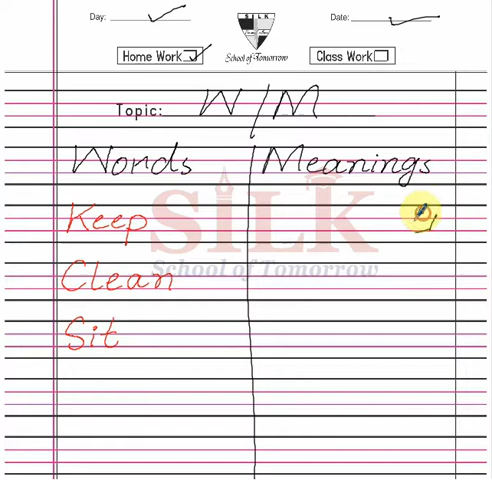 Day: Date:
SILK
Home Work School of Tomorrow Class Work
Topic: W/M
Words Meanings
Keep
Clean
Sit
SiLK
School of Tomorrow